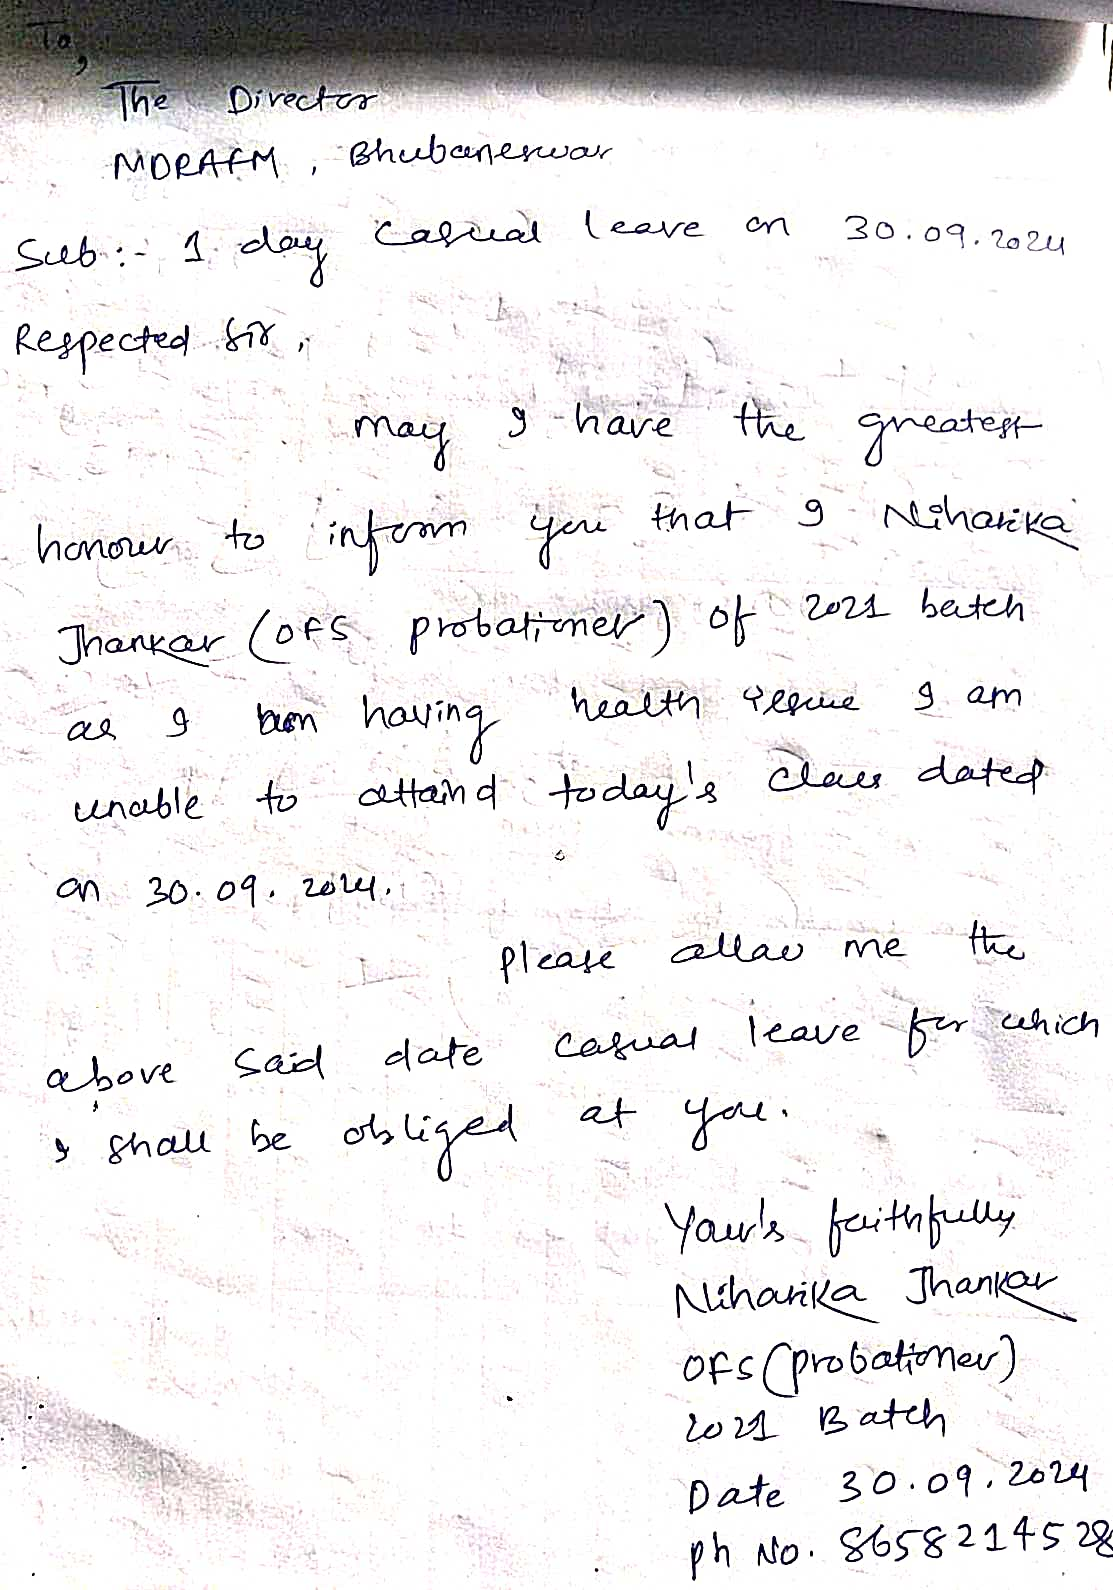 To,
The Director
MDRAFM, Bhubaneswar
Sub:- 1 day casual leave on 30.09.2024
Respected Sir,
may I have the greatest
honour to inform you that I Niharika
Jhankar (OFS probationer) of 2021 batch
as I am having health issue I am
unable to attaind today's class dated
on 30.09.2024.
please allow me the
above said date casual leave for which
I shall be obliged at you.
Your's faithfully
Niharika Jhankar
OFS (probationer)
2021 Batch
Date 30.09.2024
ph No. 8658214528